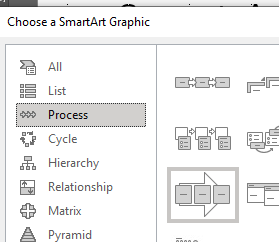 Choose a SmartArt Graphic
All
List
Process
Cycle
Hierarchy
Relationship
Matrix
Pyramid